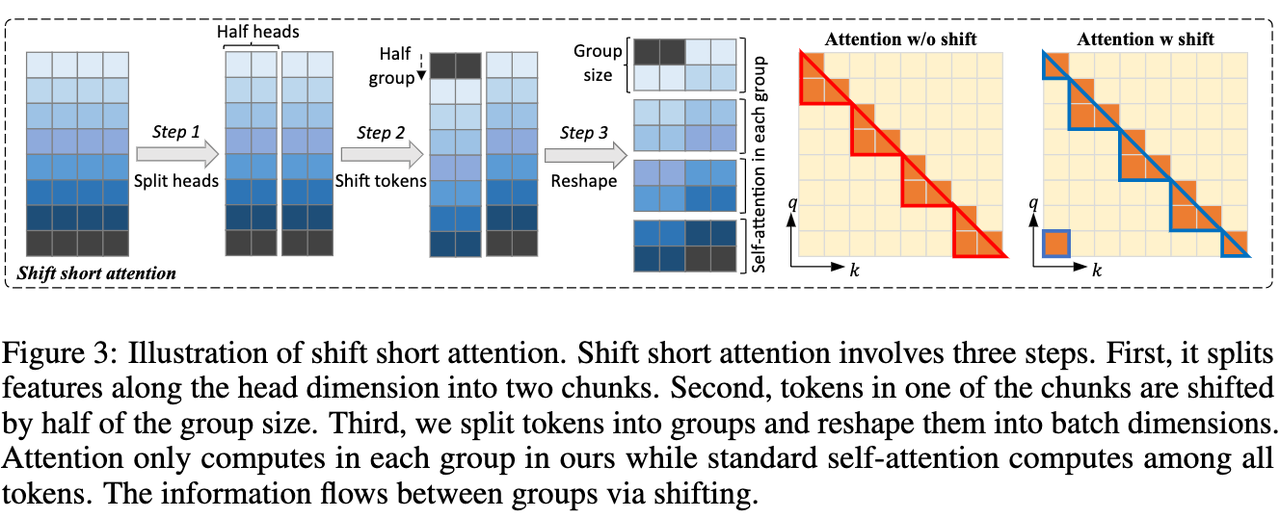 Half heads
Half
group
Group
size
Step 1
Split heads
Step 2
Shift tokens
Step 3
Reshape
Self-attention in each group
Attention w/o shift
q
k
Attention w shift
q
k
Shift short attention
Figure 3: Illustration of shift short attention. Shift short attention involves three steps. First, it splits
features along the head dimension into two chunks. Second, tokens in one of the chunks are shifted
by half of the group size. Third, we split tokens into groups and reshape them into batch dimensions.
Attention only computes in each group in ours while standard self-attention computes among all
tokens. The information flows between groups via shifting.